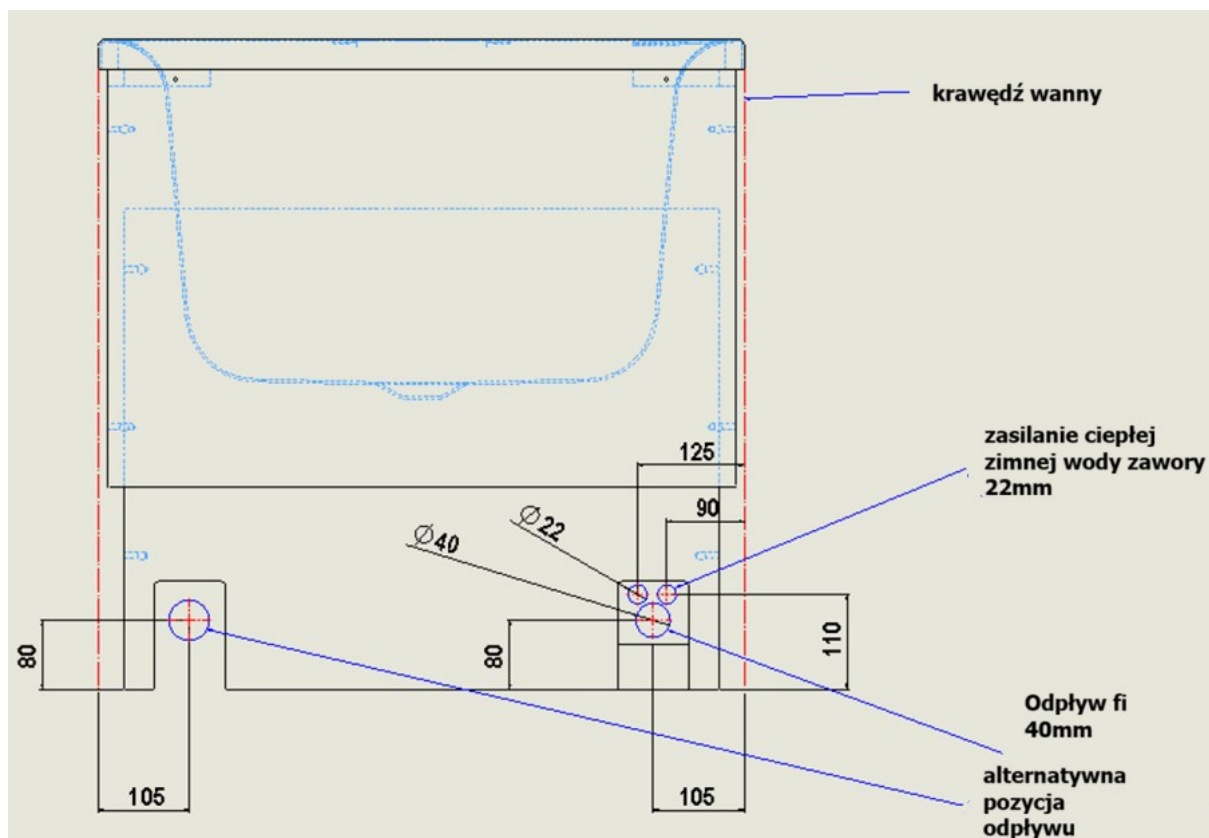 krawędź wanny
zasilanie ciepłej
zimnej wody zawory
22mm
125
90
Ø22
Ø40
80
80
110
Odpływ fi
40mm
alternatywna
pozycja
odpływu
105
105